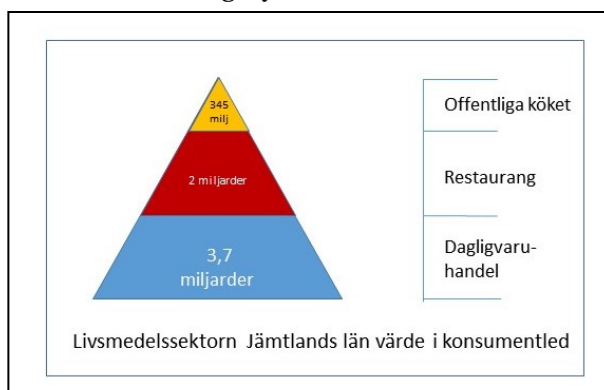 345
milj
Offentliga köket
2 miljarder
Restaurang
3,7
miljarder
Dagligvaru-
handel
Livsmedelssektorn Jämtlands län värde i konsumentled